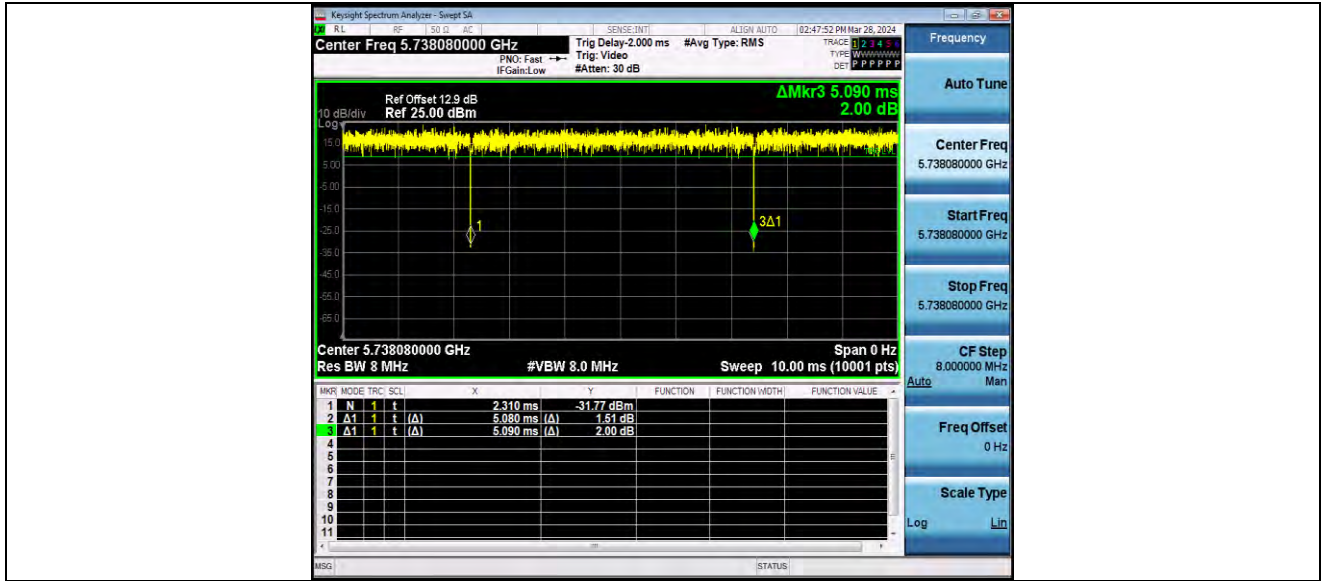 Keysight Spectrum Analyzer - Swept SA
RL RF 50 Ω AC SENSE:INT ALIGN AUTO 02:47:52 PM Mar 28, 2024
Center Freq 5.738080000 GHz
PNO: Fast
IFGain:Low
Trig Delay-2.000 ms
Trig: Video
#Atten: 30 dB
#Avg Type: RMS
TRACE 1 2 3 4 5 6
TYPE
DET P P P P P P
ΔMkr3 5.090 ms
2.00 dB
Ref Offset 12.9 dB
10 dB/div Ref 25.00 dBm
Log
15.0
5.00
-5.00
-15.0
-25.0
-35.0
-45.0
-55.0
-65.0
1
3Δ1
Center 5.738080000 GHz Span 0 Hz
Res BW 8 MHz #VBW 8.0 MHz Sweep 10.00 ms (10001 pts)
MKR MODE TRC SCL X Y FUNCTION FUNCTION WIDTH FUNCTION VALUE
1 N 1 t 2.310 ms -31.77 dBm
2 Δ1 1 t (Δ) 5.080 ms (Δ) 1.51 dB
3 Δ1 1 t (Δ) 5.090 ms (Δ) 2.00 dB
4
5
6
7
8
9
10
11
MSG STATUS
Frequency
Auto Tune
Center Freq
5.738080000 GHz
Start Freq
5.738080000 GHz
Stop Freq
5.738080000 GHz
CF Step
8.000000 MHz
Auto Man
Freq Offset
0 Hz
Scale Type
Log Lin